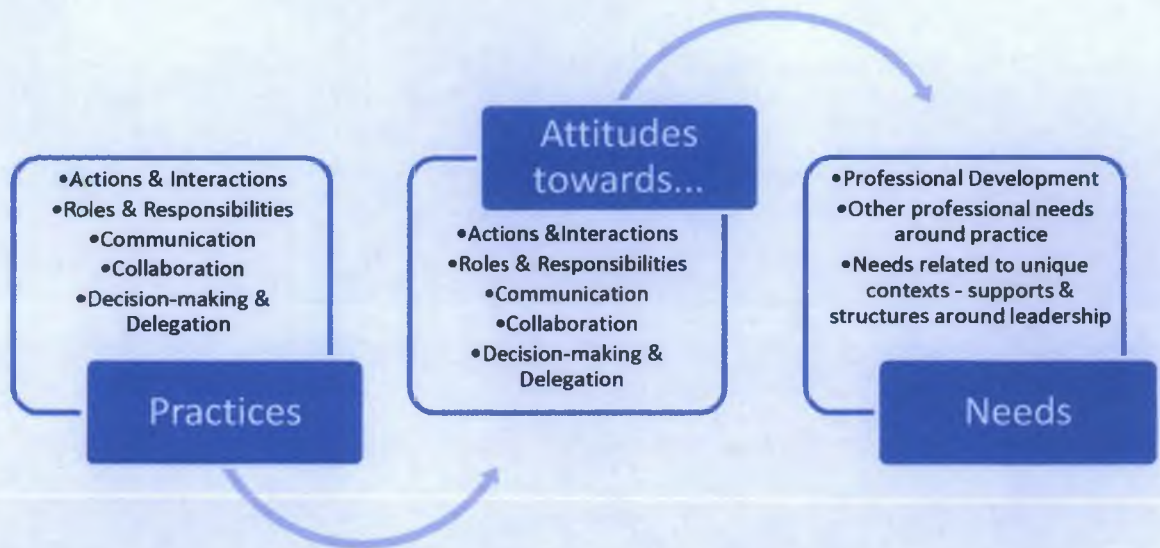 •Actions & Interactions
•Roles & Responsibilities
•Communication
•Collaboration
•Decision-making &
Delegation
Practices
Attitudes
towards...
•Actions &Interactions
•Roles & Responsibilities
•Communication
•Collaboration
•Decision-making &
Delegation
•Professional Development
•Other professional needs
around practice
•Needs related to unique
contexts - supports &
structures around leadership
Needs